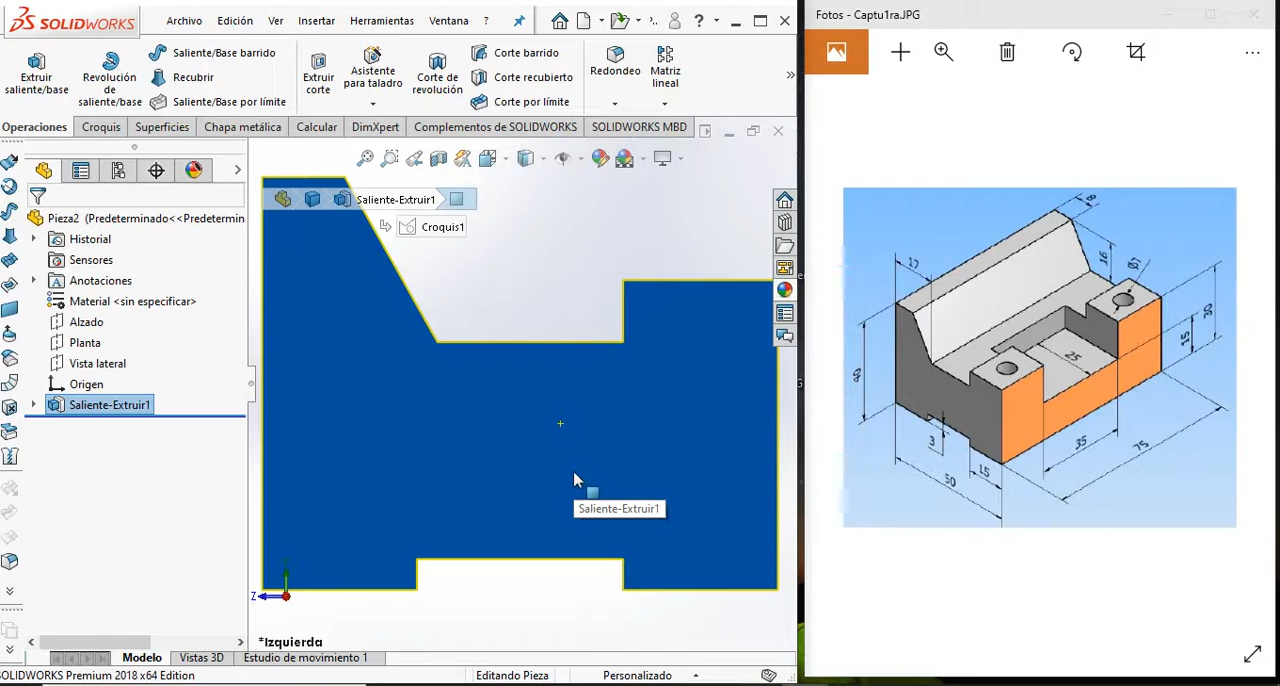 SOLIDWORKS
Archivo Edición Ver Insertar Herramientas Ventana ?
Extruir saliente/base
Revolución de saliente/base
Saliente/Base barrido
Recubrir
Saliente/Base por límite
Extruir corte
Asistente para taladro
Corte de revolución
Corte barrido
Corte recubierto
Corte por límite
Redondeo
Matriz lineal
Operaciones Croquis Superficies Chapa metálica Calcular DimXpert Complementos de SOLIDWORKS SOLIDWORKS MBD
Pieza2 (Predeterminado<<Predetermin
Historial
Sensores
Anotaciones
Material <sin especificar>
Alzado
Planta
Vista lateral
Origen
Saliente-Extruir1
Saliente-Extruir1
Croquis1
Saliente-Extruir1
Z
*Izquierda
Modelo Vistas 3D Estudio de movimiento 1
SOLIDWORKS Premium 2018 x64 Edition Editando Pieza Personalizado
Fotos - Captu1ra.JPG
8
17
16
Ø7
30
15
25
40
3
15
50
35
75